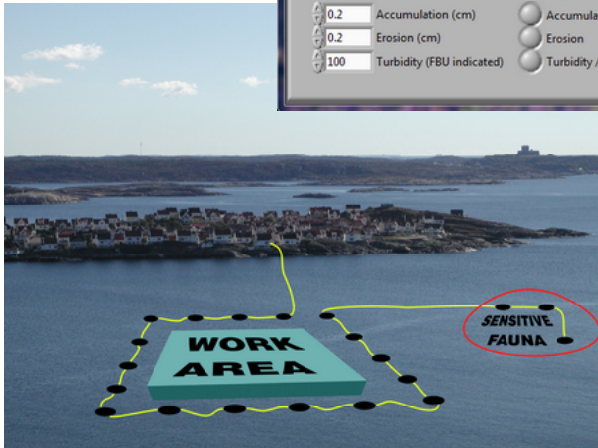 0.2 Accumulation (cm) Accumula
0.2 Erosion (cm) Erosion
100 Turbidity (FBU indicated) Turbidity
WORK
AREA
SENSITIVE
FAUNA